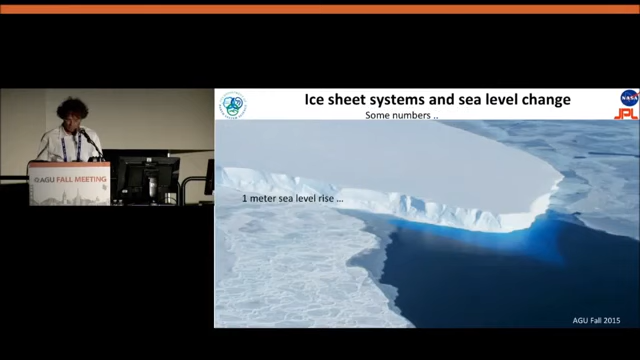 Ice sheet systems and sea level change
Some numbers ..
NASA
JPL
1 meter sea level rise ...
AGU FALL MEETING
AGU Fall 2015